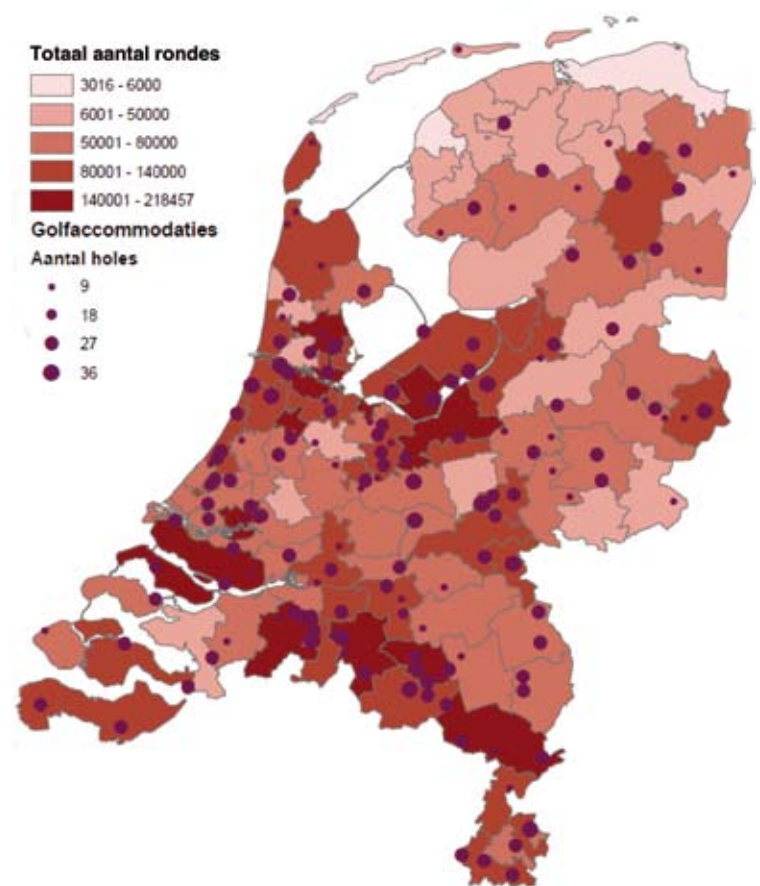 Totaal aantal rondes
3016 - 6000
6001 - 50000
50001 - 80000
80001 - 140000
140001 - 218457
Golfaccommodaties
Aantal holes
9
18
27
36